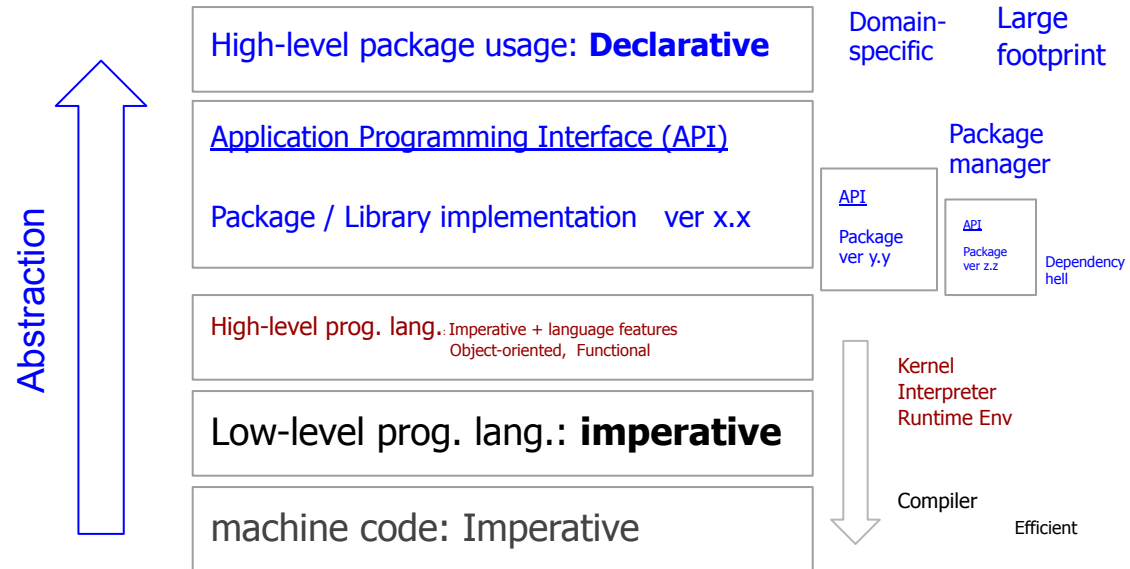 High-level package usage: Declarative
Domain-
specific
Large
footprint
Abstraction
Application Programming Interface (API)
Package / Library implementation ver x.x
Package
manager
API
Package
ver y.y
API
Package
ver z.z
Dependency
hell
High-level prog. lang.: Imperative + language features
Object-oriented, Functional
Kernel
Interpreter
Runtime Env
Low-level prog. lang.: imperative
Compiler
Efficient
machine code: Imperative